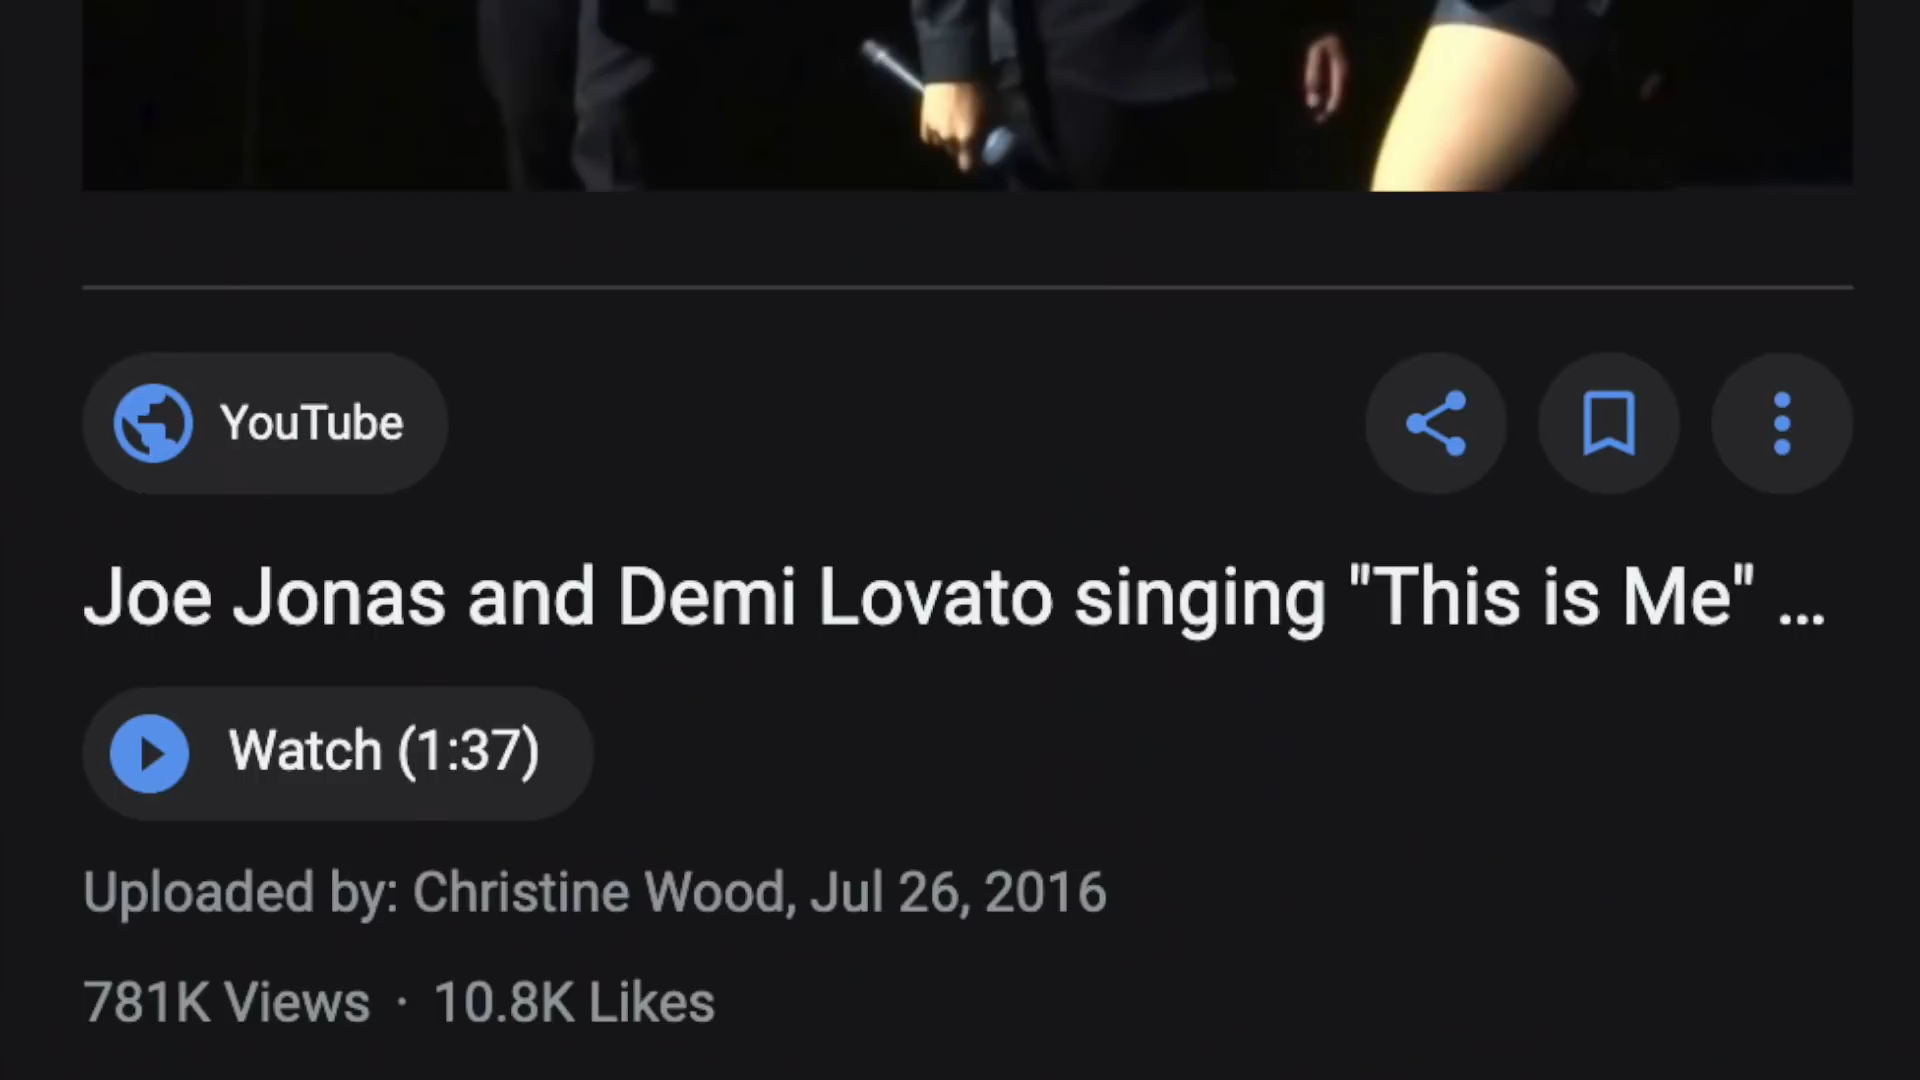 YouTube
Joe Jonas and Demi Lovato singing "This is Me" ...
Watch (1:37)
Uploaded by: Christine Wood, Jul 26, 2016
781K Views · 10.8K Likes